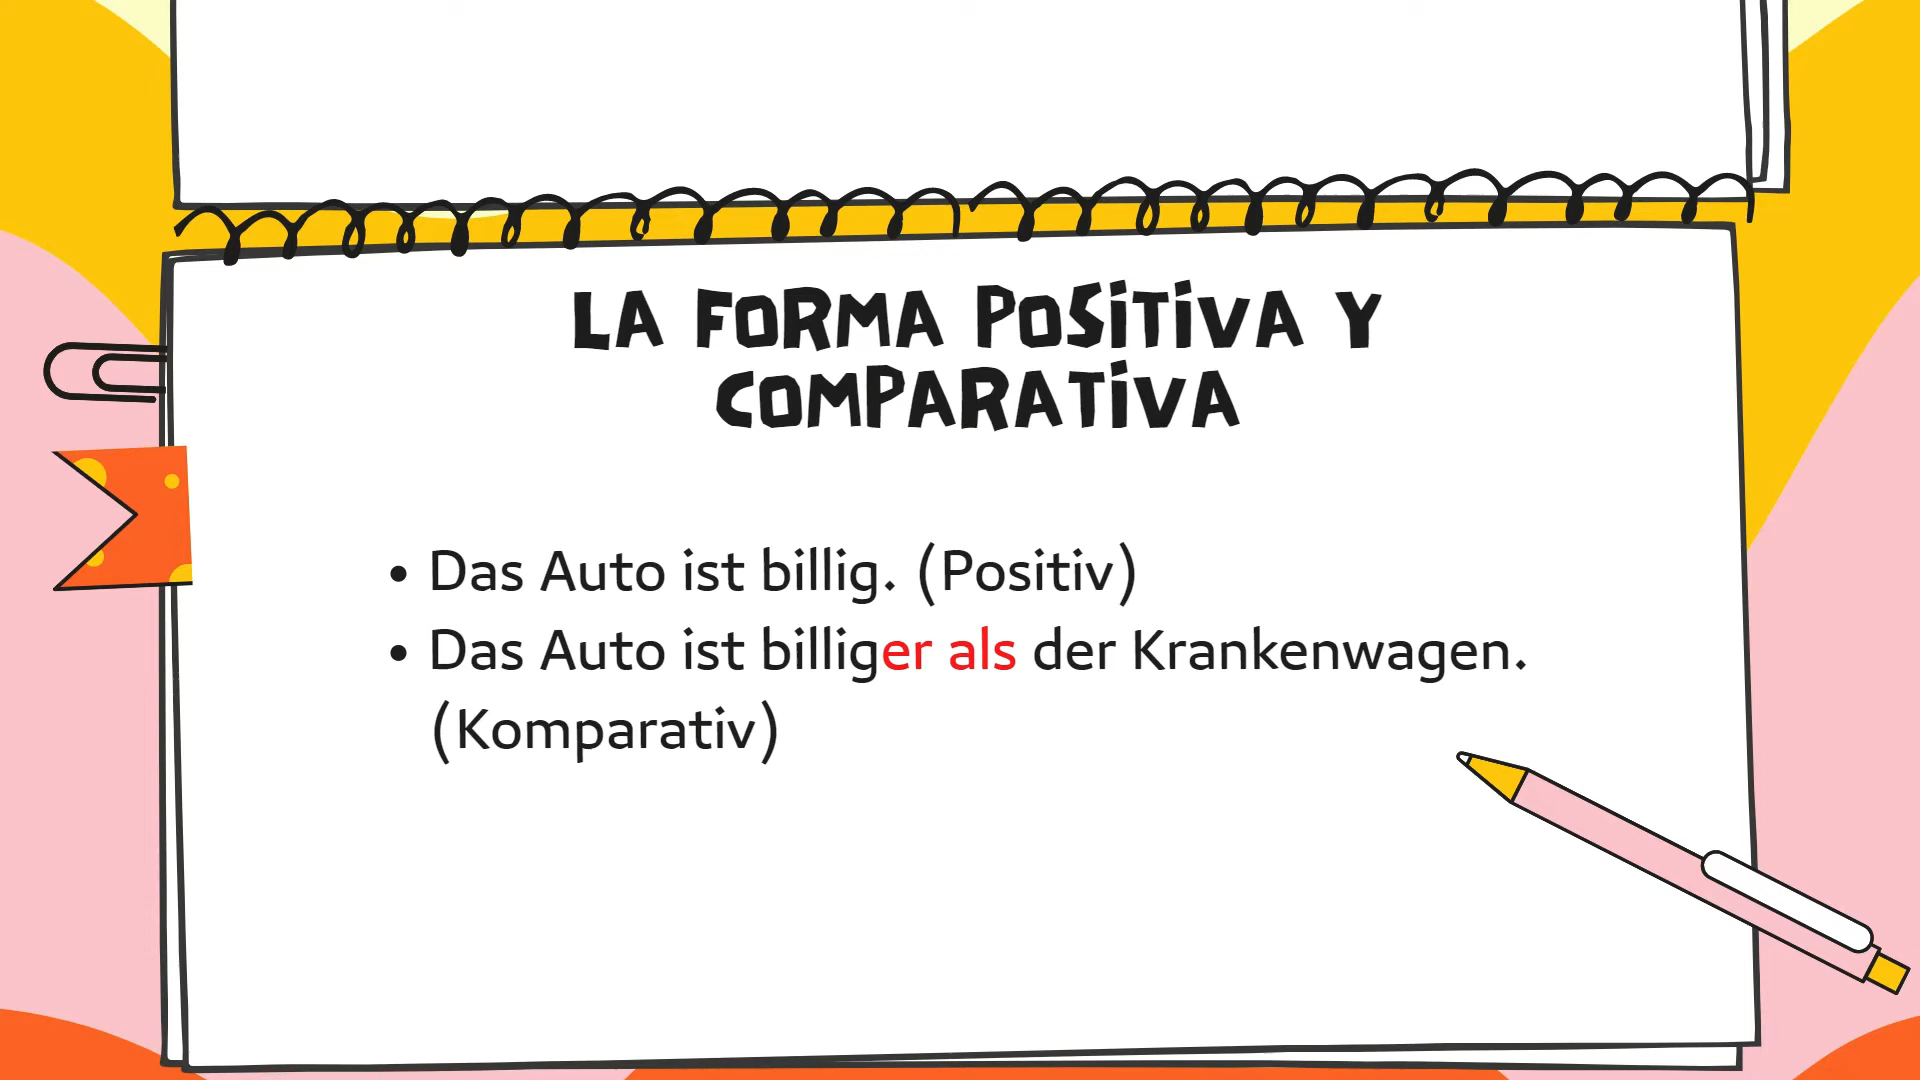 LA FORMA POSITIVA Y
COMPARATIVA
• Das Auto ist billig. (Positiv)
• Das Auto ist billiger als der Krankenwagen.
(Komparativ)